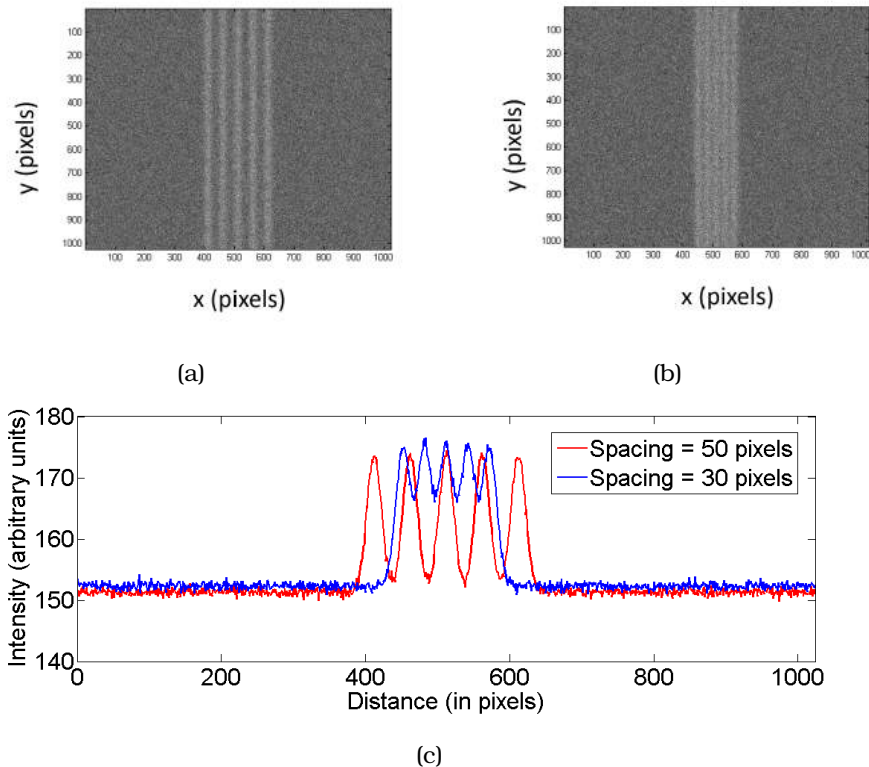 100
200
300
400
500
600
700
800
900
1000
y (pixels)
100 200 300 400 500 600 700 800 900 1000
x (pixels)
(a)
100
200
300
400
500
600
700
800
900
1000
y (pixels)
100 200 300 400 500 600 700 800 900 1000
x (pixels)
(b)
180
170
160
150
140
Intensity (arbitrary units)
Spacing = 50 pixels
Spacing = 30 pixels
0 200 400 600 800 1000
Distance (in pixels)
(c)